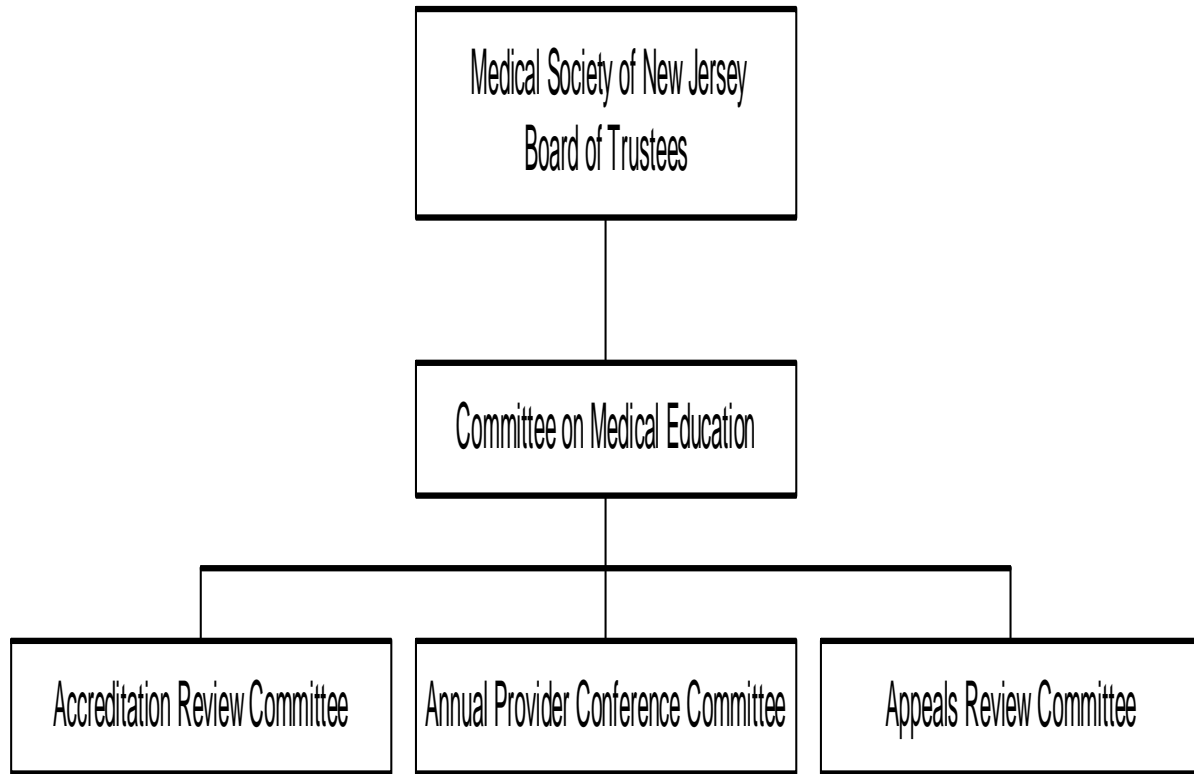 Medical Society of New Jersey
Board of Trustees
Committee on Medical Education
Accreditation Review Committee
Annual Provider Conference Committee
Appeals Review Committee